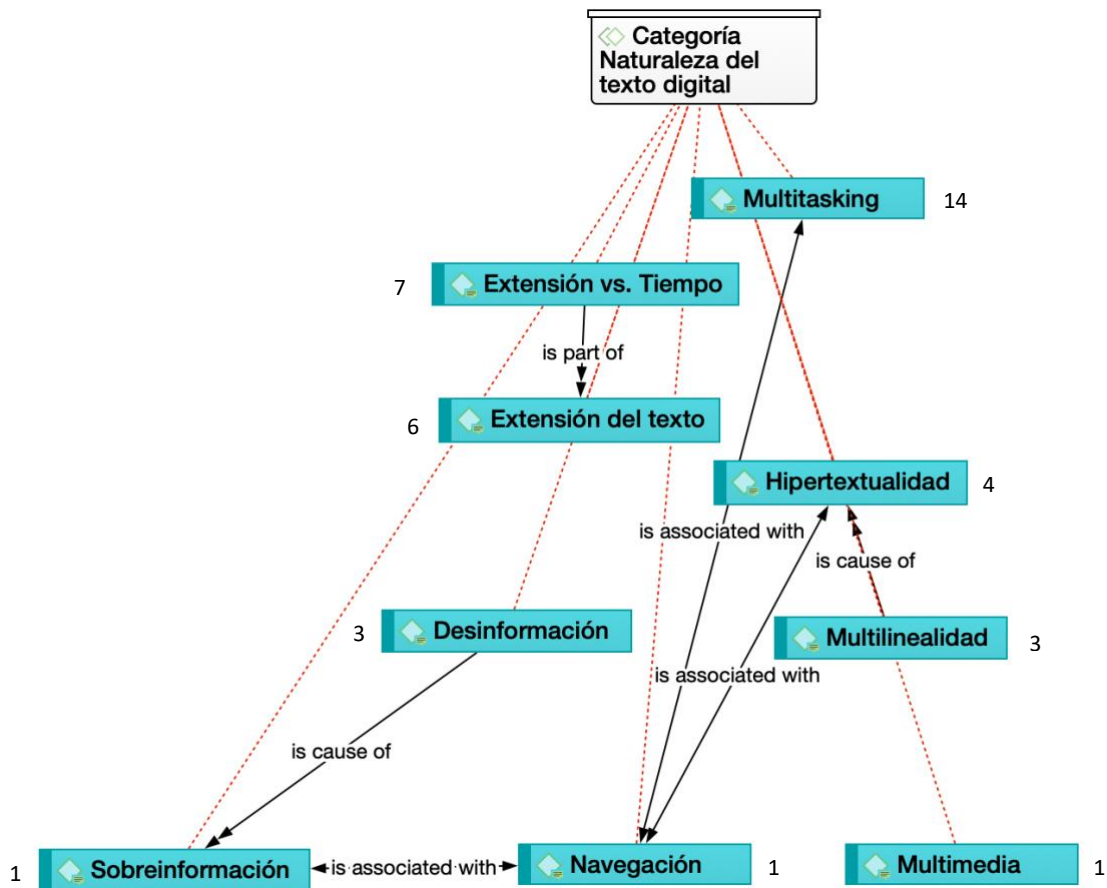 Categoría
Naturaleza del
texto digital
Multitasking
14
7
Extensión vs. Tiempo
is part of
6
Extensión del texto
Hipertextualidad
4
is associated with
is cause of
3
Desinformación
Multilinealidad
3
is associated with
is cause of
1
Sobreinformación
is associated with
Navegación
1
Multimedia
1